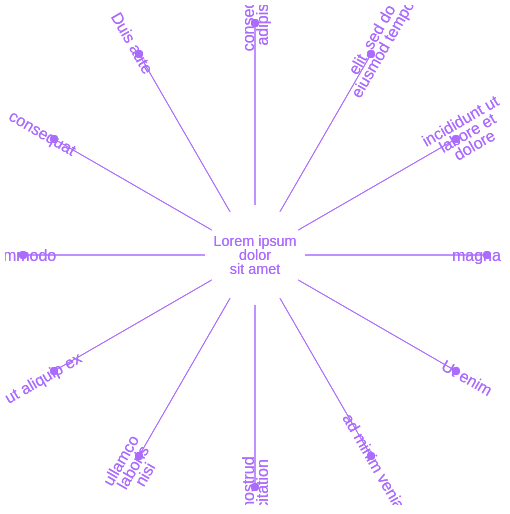 Lorem ipsum
dolor
sit amet
consec
adipis
elit, sed do
eiusmod tempo
incididunt ut
labore et
dolore
magna
Ut enim
ad minim venia
nostrud
citation
ullamco
laboris
nisi
ut aliquip ex
mmodo
consequat
Duis aute